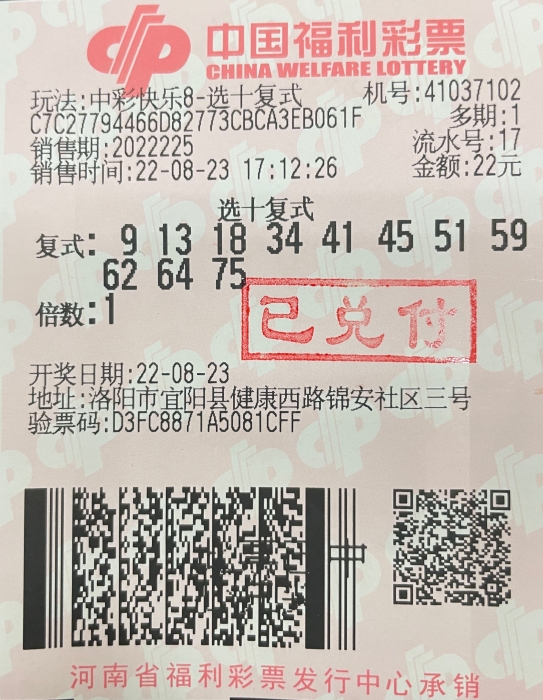 中国福利彩票
CHINA WELFARE LOTTERY
玩法:中彩快乐8-选十复式 机号:41037102
C7C27794466D82773CBCA3EB061F 多期:1
销售期:2022225 流水号:17
销售时间:22-08-23 17:12:26 金额:22元
选十复式
复式: 9 13 18 34 41 45 51 59
62 64 75
倍数:1
已兑付
开奖日期:22-08-23
地址:洛阳市宜阳县健康西路锦安社区三号
验票码:D3FC8871A5081CFF
河南省福利彩票发行中心承销